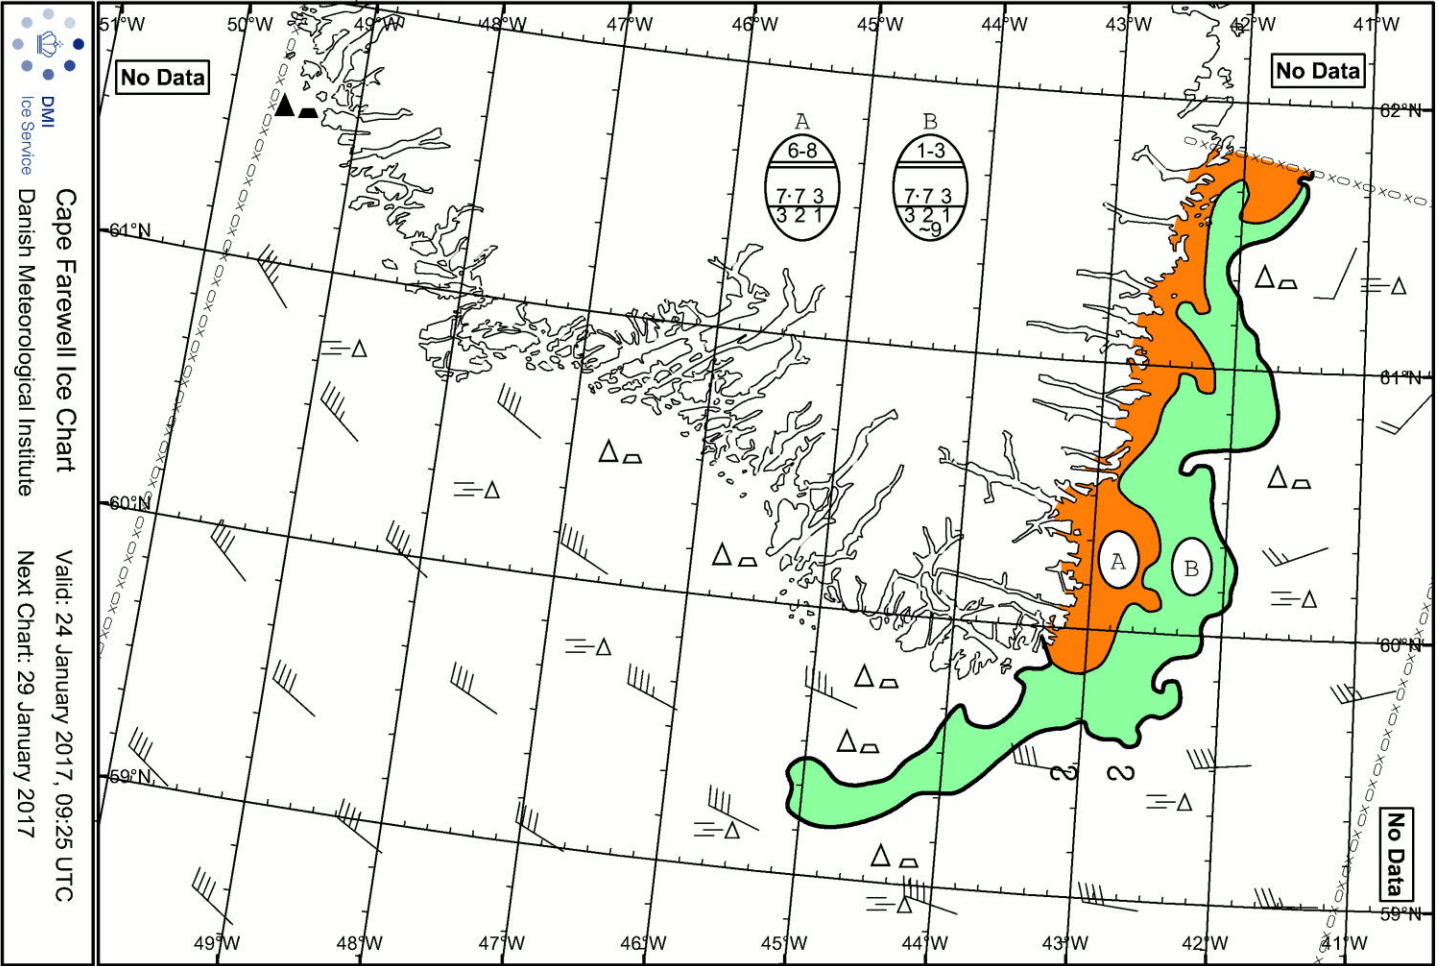 DMI
Ice Service
Cape Farewell Ice Chart
Danish Meteorological Institute
Valid: 24 January 2017, 09:25 UTC
Next Chart: 29 January 2017
51°W 50°W 49°W 48°W 47°W 46°W 45°W 44°W 43°W 42°W 41°W
No Data
No Data
62°N
A B
6-8 1-3
7·7 3 7·7 3
3 2 1 3 2 1
~9
61°N
61°N
60°N
A B
60°N
59°N
No Data
59°N
49°W 48°W 47°W 46°W 45°W 44°W 43°W 42°W 41°W